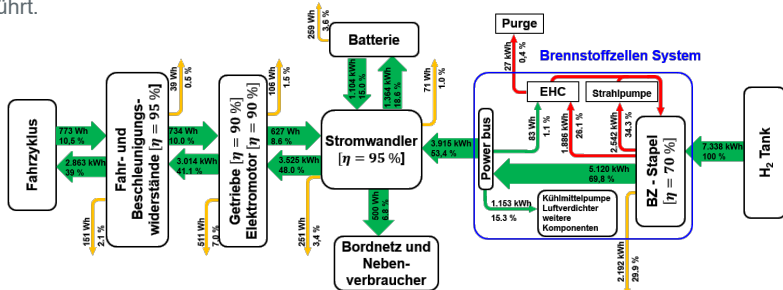 ührt.
Purge
259 Wh
3.6 %
Batterie
27 kWh
0,4 %
Brennstoffzellen System
39 Wh
0,5 %
106 Wh
1,5 %
1.104 kWh
15.0 %
1.364 kWh
18.6 %
71 Wh
1.0 %
EHC
Strahlpumpe
Fahrzyklus
773 Wh
10,5 %
2.863 kWh
39 %
Fahr- und
Beschleunigungs-
widerstände [η = 95 %]
734 Wh
10.0 %
3.014 kWh
41.1 %
Getriebe [η = 90 %]
Elektromotor [η = 90 %]
627 Wh
8.6 %
3.525 kWh
48.0 %
Stromwandler
[η = 95 %]
3.915 kWh
53,4 %
Power bus
83 Wh
1.1 %
1.886 kWh
26.1 %
2.542 kWh
34.3 %
5.120 kWh
69,8 %
BZ - Stapel
[η = 70 %]
7.338 kWh
100 %
H₂ Tank
151 Wh
2.1 %
511 Wh
7.0 %
251 Wh
3,4 %
500 Wh
6.8 %
1.153 kWh
15.3 %
Kühlmittelpumpe
Luftverdichter
weitere
Komponenten
2.192 kWh
29.9 %
Bordnetz und
Neben-
verbraucher